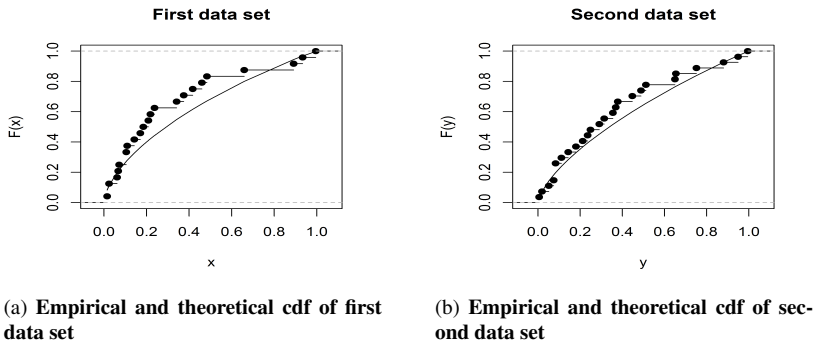 First data set
F(x)
1.0
0.8
0.6
0.4
0.2
0.0
0.0 0.2 0.4 0.6 0.8 1.0
x
(a) Empirical and theoretical cdf of first
data set
Second data set
F(y)
1.0
0.8
0.6
0.4
0.2
0.0
0.0 0.2 0.4 0.6 0.8 1.0
y
(b) Empirical and theoretical cdf of sec-
ond data set